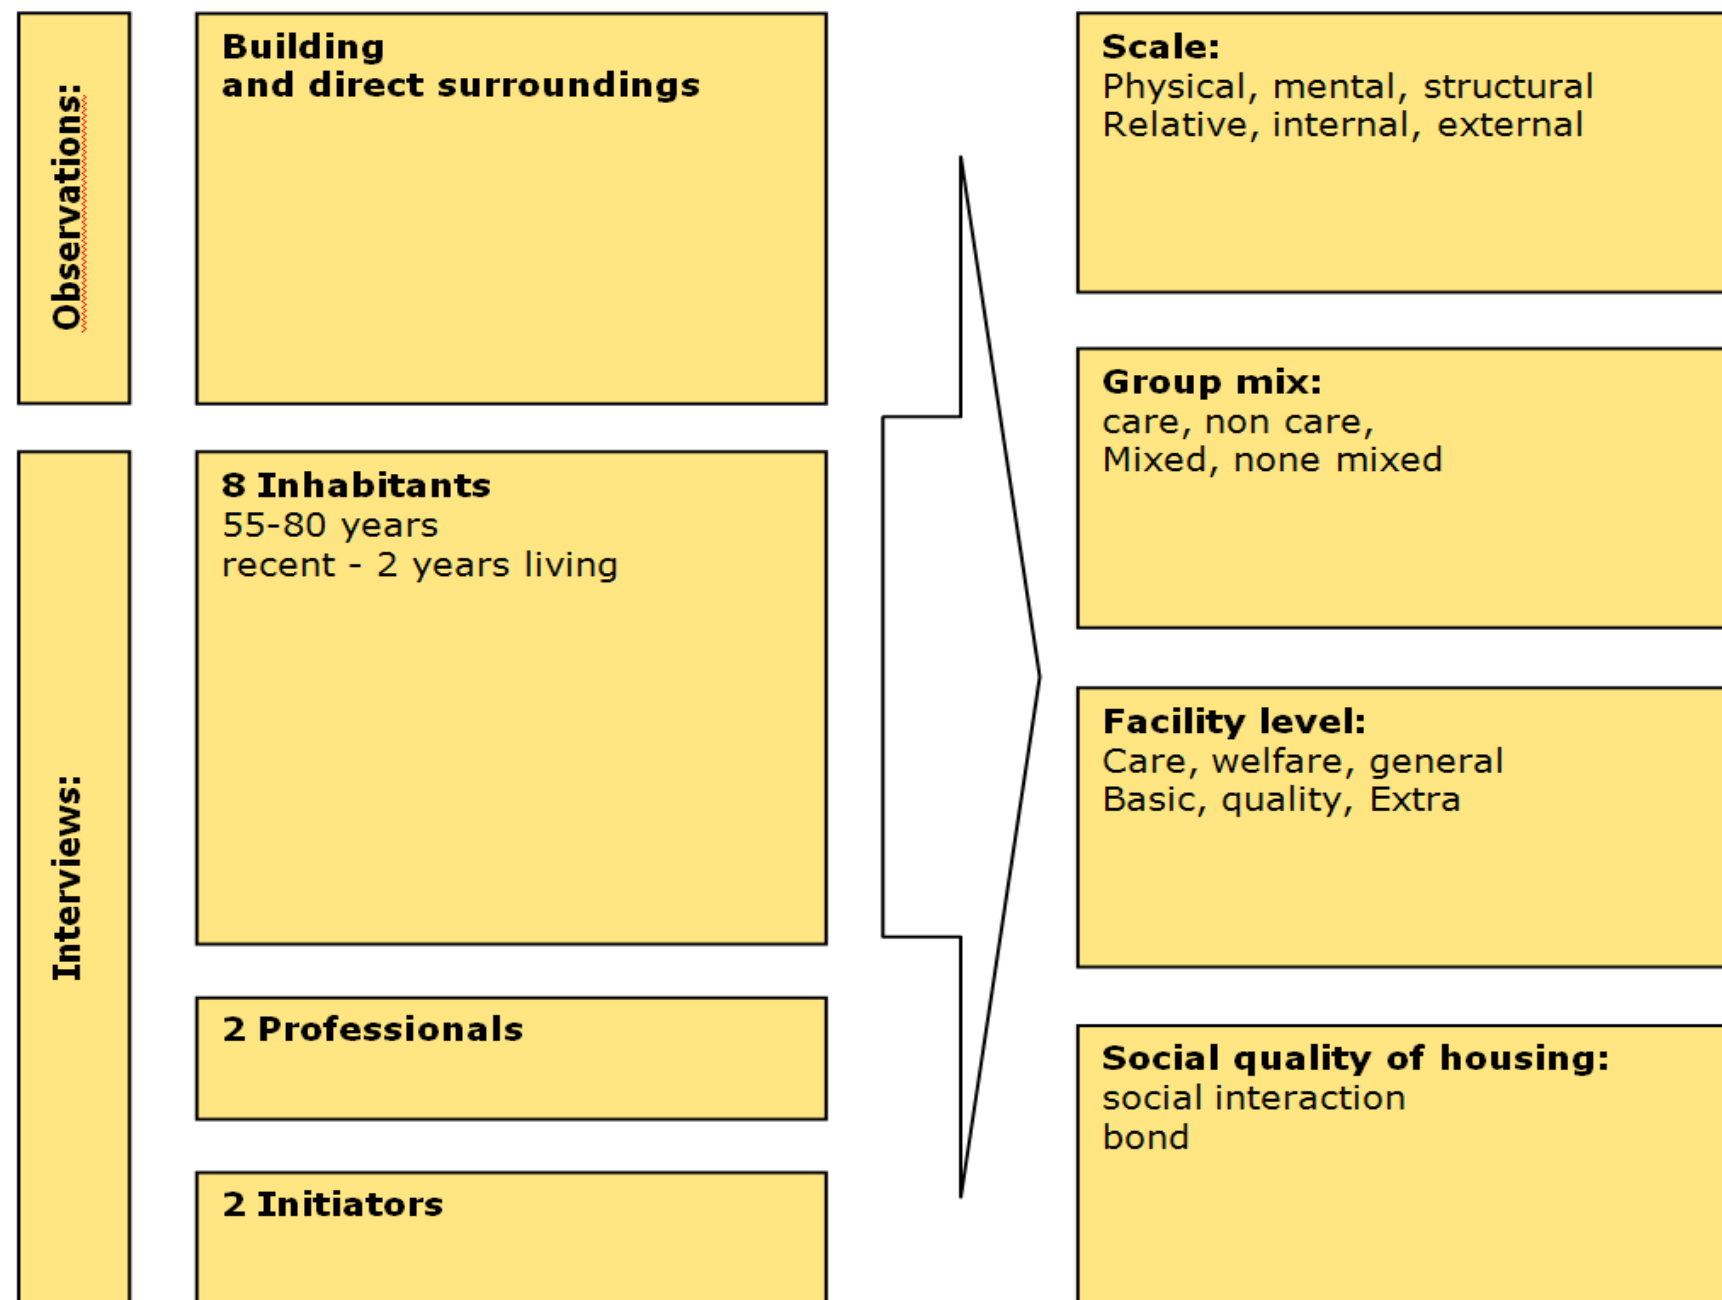 Observations:
Building
and direct surroundings
Interviews:
8 Inhabitants
55-80 years
recent - 2 years living
2 Professionals
2 Initiators
Scale:
Physical, mental, structural
Relative, internal, external
Group mix:
care, non care,
Mixed, none mixed
Facility level:
Care, welfare, general
Basic, quality, Extra
Social quality of housing:
social interaction
bond